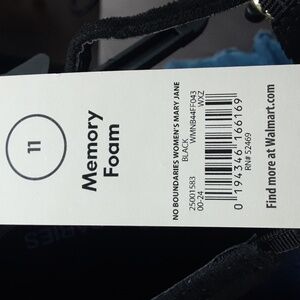 11
Memory
Foam
NO BOUNDARIES WOMEN'S MARY JANE
BLACK
WMNB44FF043
WXZ
25001583
00-24
0 194346 166169
RN# 52469
Find more at Walmart.com